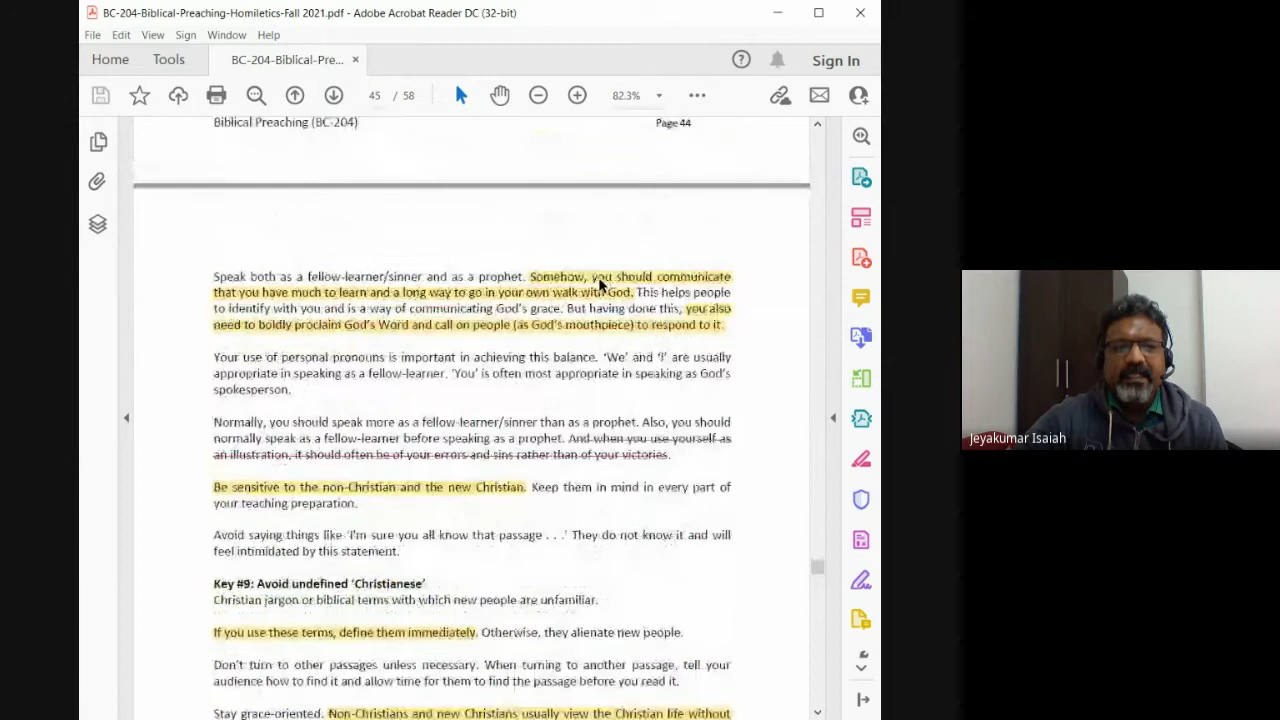 BC-204-Biblical-Preaching-Homiletics-Fall 2021.pdf - Adobe Acrobat Reader DC (32-bit)
File Edit View Sign Window Help
Home Tools BC-204-Biblical-Pre... × Sign In
45 / 58 82.3%
Biblical Preaching (BC-204) Page 44
Speak both as a fellow-learner/sinner and as a prophet. Somehow, you should communicate
that you have much to learn and a long way to go in your own walk with God. This helps people
to identify with you and is a way of communicating God's grace. But having done this, you also
need to boldly proclaim God's Word and call on people (as God's mouthpiece) to respond to it.
Your use of personal pronouns is important in achieving this balance. 'We' and 'I' are usually
appropriate in speaking as a fellow-learner. 'You' is often most appropriate in speaking as God's
spokesperson.
Normally, you should speak more as a fellow-learner/sinner than as a prophet. Also, you should
normally speak as a fellow-learner before speaking as a prophet. And when you use yourself as
an illustration, it should often be of your errors and sins rather than of your victories.
Be sensitive to the non-Christian and the new Christian. Keep them in mind in every part of
your teaching preparation.
Avoid saying things like 'I'm sure you all know that passage . . .' They do not know it and will
feel intimidated by this statement.
Key #9: Avoid undefined 'Christianese'
Christian jargon or biblical terms with which new people are unfamiliar.
If you use these terms, define them immediately. Otherwise, they alienate new people.
Don't turn to other passages unless necessary. When turning to another passage, tell your
audience how to find it and allow time for them to find the passage before you read it.
Stay grace-oriented. Non-Christians and new Christians usually view the Christian life without
Jeyakumar Isaiah